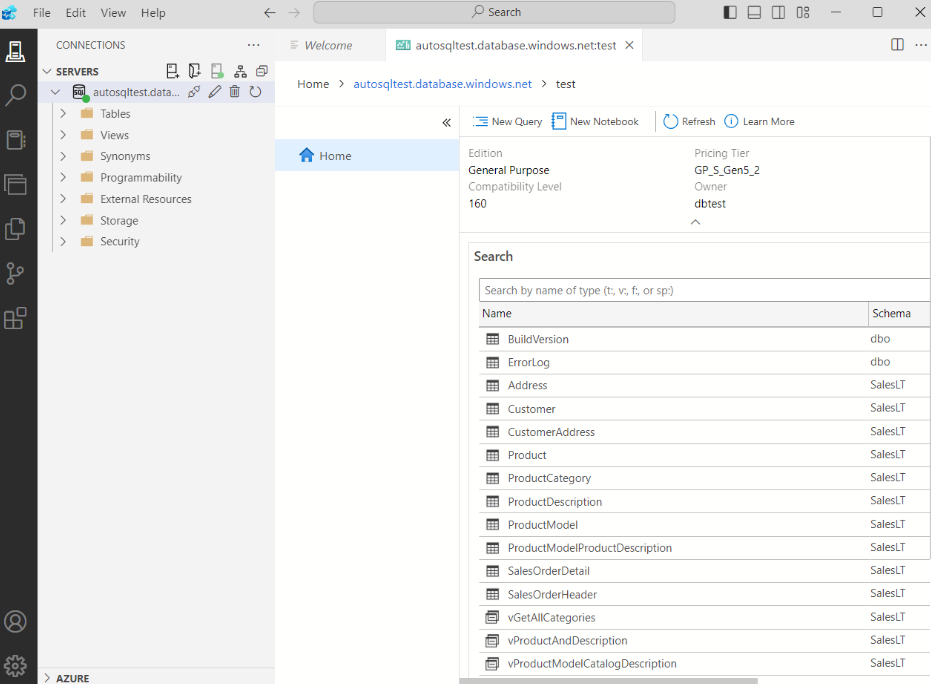 File Edit View Help Search
CONNECTIONS
SERVERS
autosqltest.data...
Tables
Views
Synonyms
Programmability
External Resources
Storage
Security
AZURE
Welcome autosqltest.database.windows.net:test
Home autosqltest.database.windows.net test
Home
New Query New Notebook Refresh Learn More
Edition Pricing Tier
General Purpose GP_S_Gen5_2
Compatibility Level Owner
160 dbtest
Search
Search by name of type (t:, v:, f:, or sp:)
Name Schema
BuildVersion dbo
ErrorLog dbo
Address SalesLT
Customer SalesLT
CustomerAddress SalesLT
Product SalesLT
ProductCategory SalesLT
ProductDescription SalesLT
ProductModel SalesLT
ProductModelProductDescription SalesLT
SalesOrderDetail SalesLT
SalesOrderHeader SalesLT
vGetAllCategories SalesLT
vProductAndDescription SalesLT
vProductModelCatalogDescription SalesLT